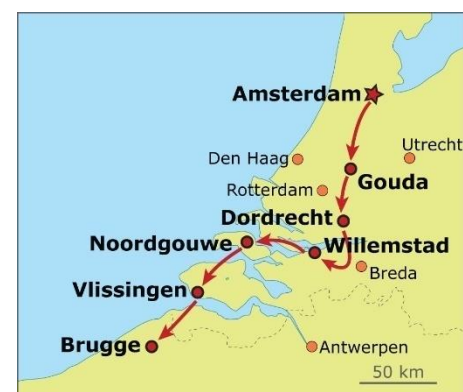 Amsterdam
Utrecht
Den Haag
Gouda
Rotterdam
Dordrecht
Noordgouwe
Willemstad
Breda
Vlissingen
Brugge
Antwerpen
50 km